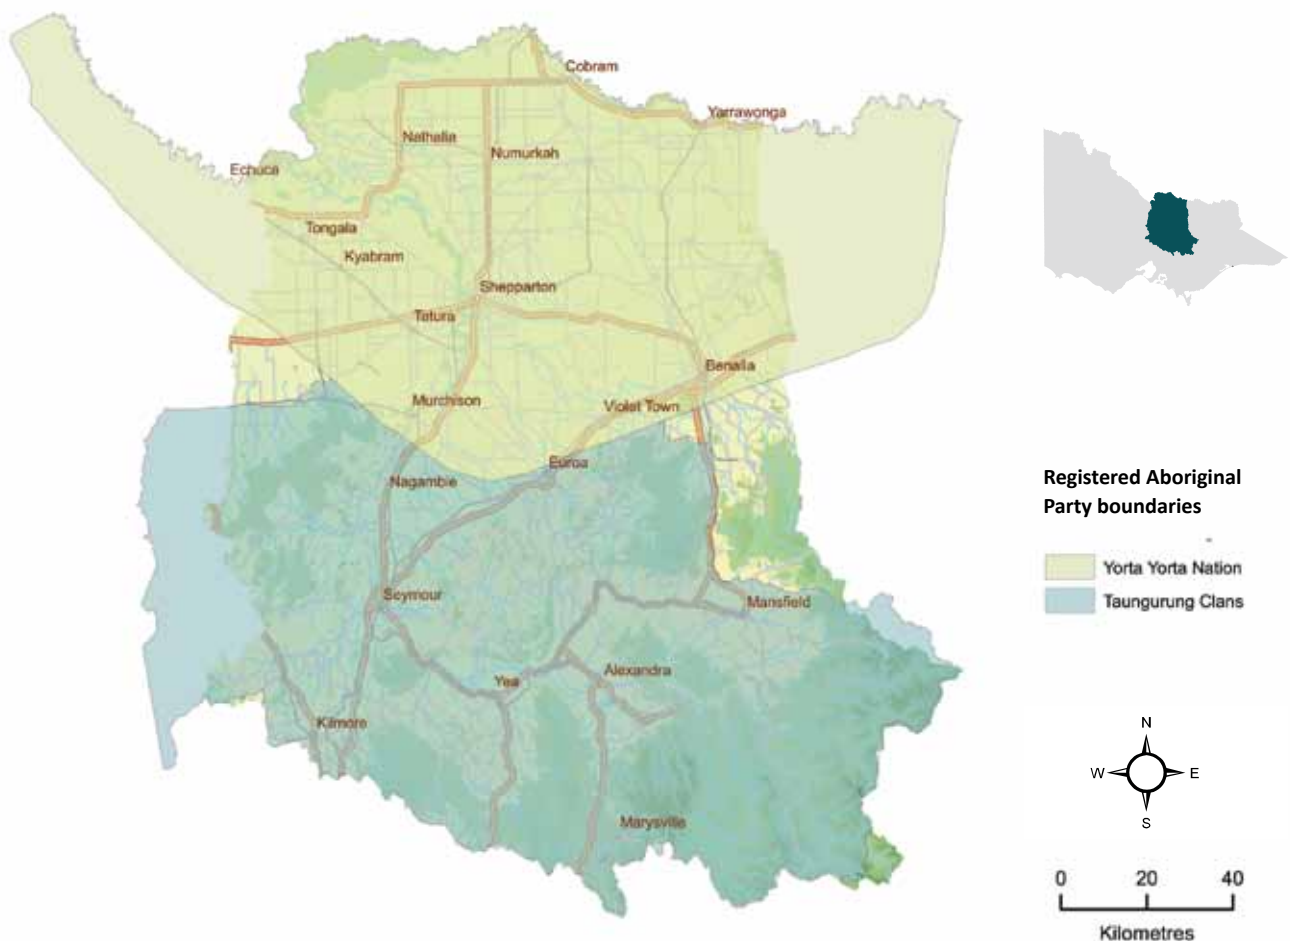 Cobram
Yarrawonga
Nathalia
Numurkah
Echuca
Tongala
Kyabram
Shepparton
Tatura
Benalla
Murchison
Violet Town
Euroa
Nagambie
Seymour
Mansfield
Alexandra
Yea
Kilmore
Marysville
Registered Aboriginal
Party boundaries
Yorta Yorta Nation
Taungurung Clans
N
W E
S
0 20 40
Kilometres